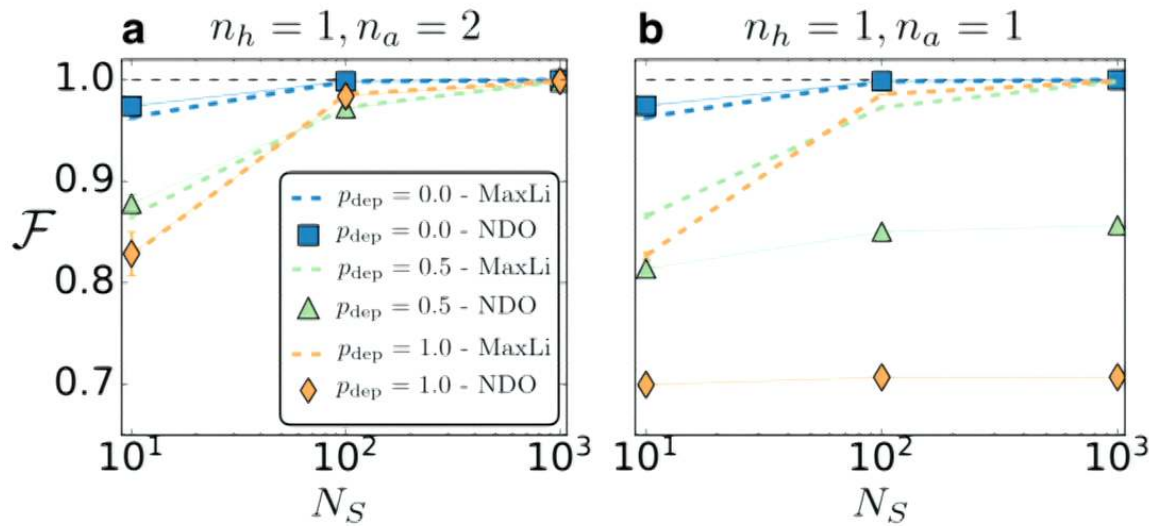 a n_h = 1, n_a = 2
1.0
0.9
0.8
0.7
F
p_dep = 0.0 - MaxLi
p_dep = 0.0 - NDO
p_dep = 0.5 - MaxLi
p_dep = 0.5 - NDO
p_dep = 1.0 - MaxLi
p_dep = 1.0 - NDO
10^1 10^2 10^3
N_S
b n_h = 1, n_a = 1
10^1 10^2 10^3
N_S